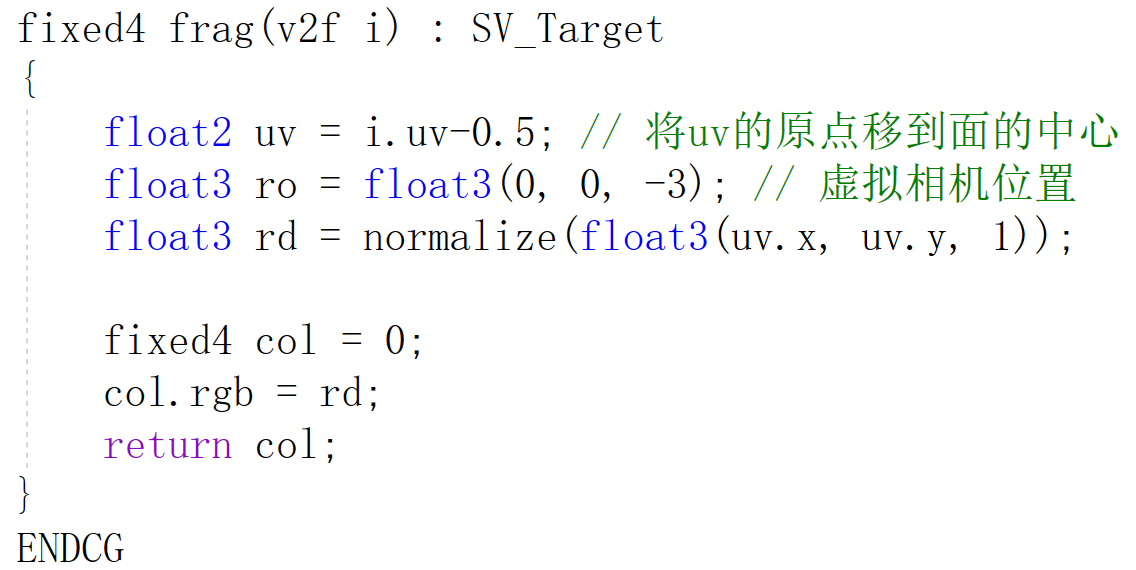 fixed4 frag(v2f i) : SV_Target
{
    float2 uv = i.uv-0.5; // 将uv的原点移到面的中心
    float3 ro = float3(0, 0, -3); // 虚拟相机位置
    float3 rd = normalize(float3(uv.x, uv.y, 1));

    fixed4 col = 0;
    col.rgb = rd;
    return col;
}
ENDCG